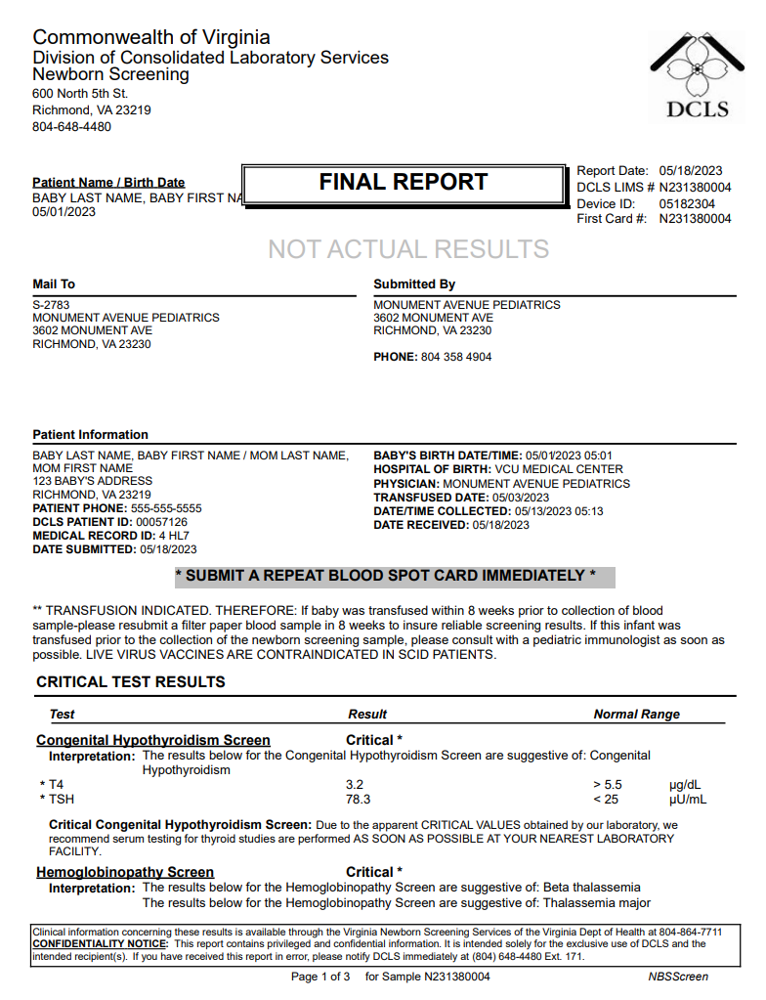 Commonwealth of Virginia
Division of Consolidated Laboratory Services
Newborn Screening
600 North 5th St.
Richmond, VA 23219
804-648-4480
DCLS
Patient Name / Birth Date
BABY LAST NAME, BABY FIRST NA
05/01/2023
FINAL REPORT
Report Date: 05/18/2023
DCLS LIMS # N231380004
Device ID: 05182304
First Card #: N231380004
NOT ACTUAL RESULTS
Mail To
S-2783
MONUMENT AVENUE PEDIATRICS
3602 MONUMENT AVE
RICHMOND, VA 23230
Submitted By
MONUMENT AVENUE PEDIATRICS
3602 MONUMENT AVE
RICHMOND, VA 23230
PHONE: 804 358 4904
Patient Information
BABY LAST NAME, BABY FIRST NAME / MOM LAST NAME,
MOM FIRST NAME
123 BABY'S ADDRESS
RICHMOND, VA 23219
PATIENT PHONE: 555-555-5555
DCLS PATIENT ID: 00057126
MEDICAL RECORD ID: 4 HL7
DATE SUBMITTED: 05/18/2023
BABY'S BIRTH DATE/TIME: 05/01/2023 05:01
HOSPITAL OF BIRTH: VCU MEDICAL CENTER
PHYSICIAN: MONUMENT AVENUE PEDIATRICS
TRANSFUSED DATE: 05/03/2023
DATE/TIME COLLECTED: 05/13/2023 05:13
DATE RECEIVED: 05/18/2023
* SUBMIT A REPEAT BLOOD SPOT CARD IMMEDIATELY *
** TRANSFUSION INDICATED. THEREFORE: If baby was transfused within 8 weeks prior to collection of blood
sample-please resubmit a filter paper blood sample in 8 weeks to insure reliable screening results. If this infant was
transfused prior to the collection of the newborn screening sample, please consult with a pediatric immunologist as soon as
possible. LIVE VIRUS VACCINES ARE CONTRAINDICATED IN SCID PATIENTS.
CRITICAL TEST RESULTS
Test Result Normal Range
Congenital Hypothyroidism Screen Critical *
Interpretation: The results below for the Congenital Hypothyroidism Screen are suggestive of: Congenital
Hypothyroidism
* T4 3.2 > 5.5 µg/dL
* TSH 78.3 < 25 µU/mL
Critical Congenital Hypothyroidism Screen: Due to the apparent CRITICAL VALUES obtained by our laboratory, we
recommend serum testing for thyroid studies are performed AS SOON AS POSSIBLE AT YOUR NEAREST LABORATORY
FACILITY.
Hemoglobinopathy Screen Critical *
Interpretation: The results below for the Hemoglobinopathy Screen are suggestive of: Beta thalassemia
The results below for the Hemoglobinopathy Screen are suggestive of: Thalassemia major
Clinical information concerning these results is available through the Virginia Newborn Screening Services of the Virginia Dept of Health at 804-864-7711
CONFIDENTIALITY NOTICE: This report contains privileged and confidential information. It is intended solely for the exclusive use of DCLS and the
intended recipient(s). If you have received this report in error, please notify DCLS immediately at (804) 648-4480 Ext. 171.
Page 1 of 3 for Sample N231380004 NBSScreen